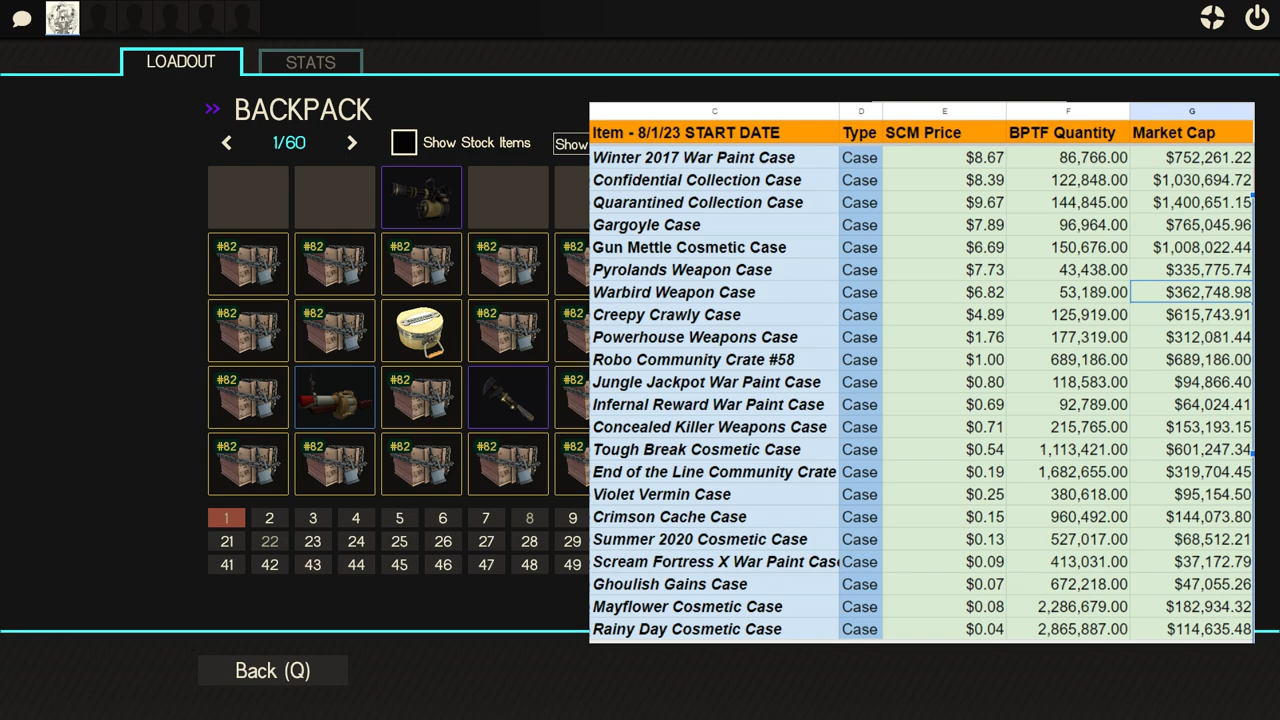 LOADOUT STATS
>> BACKPACK
< 1/60 > Show Stock Items Show
#82 #82 #82 #82 #82
#82 #82 #82 #82
#82 #82 #82
#82 #82 #82 #82 #82
1 2 3 4 5 6 7 8 9
21 22 23 24 25 26 27 28 29
41 42 43 44 45 46 47 48 49
Back (Q)
C D E F G
Item - 8/1/23 START DATE Type SCM Price BPTF Quantity Market Cap
Winter 2017 War Paint Case Case $8.67 86,766.00 $752,261.22
Confidential Collection Case Case $8.39 122,848.00 $1,030,694.72
Quarantined Collection Case Case $9.67 144,845.00 $1,400,651.15
Gargoyle Case Case $7.89 96,964.00 $765,045.96
Gun Mettle Cosmetic Case Case $6.69 150,676.00 $1,008,022.44
Pyrolands Weapon Case Case $7.73 43,438.00 $335,775.74
Warbird Weapon Case Case $6.82 53,189.00 $362,748.98
Creepy Crawly Case Case $4.89 125,919.00 $615,743.91
Powerhouse Weapons Case Case $1.76 177,319.00 $312,081.44
Robo Community Crate #58 Case $1.00 689,186.00 $689,186.00
Jungle Jackpot War Paint Case Case $0.80 118,583.00 $94,866.40
Infernal Reward War Paint Case Case $0.69 92,789.00 $64,024.41
Concealed Killer Weapons Case Case $0.71 215,765.00 $153,193.15
Tough Break Cosmetic Case Case $0.54 1,113,421.00 $601,247.34
End of the Line Community Crate Case $0.19 1,682,655.00 $319,704.45
Violet Vermin Case Case $0.25 380,618.00 $95,154.50
Crimson Cache Case Case $0.15 960,492.00 $144,073.80
Summer 2020 Cosmetic Case Case $0.13 527,017.00 $68,512.21
Scream Fortress X War Paint Cas Case $0.09 413,031.00 $37,172.79
Ghoulish Gains Case Case $0.07 672,218.00 $47,055.26
Mayflower Cosmetic Case Case $0.08 2,286,679.00 $182,934.32
Rainy Day Cosmetic Case Case $0.04 2,865,887.00 $114,635.48